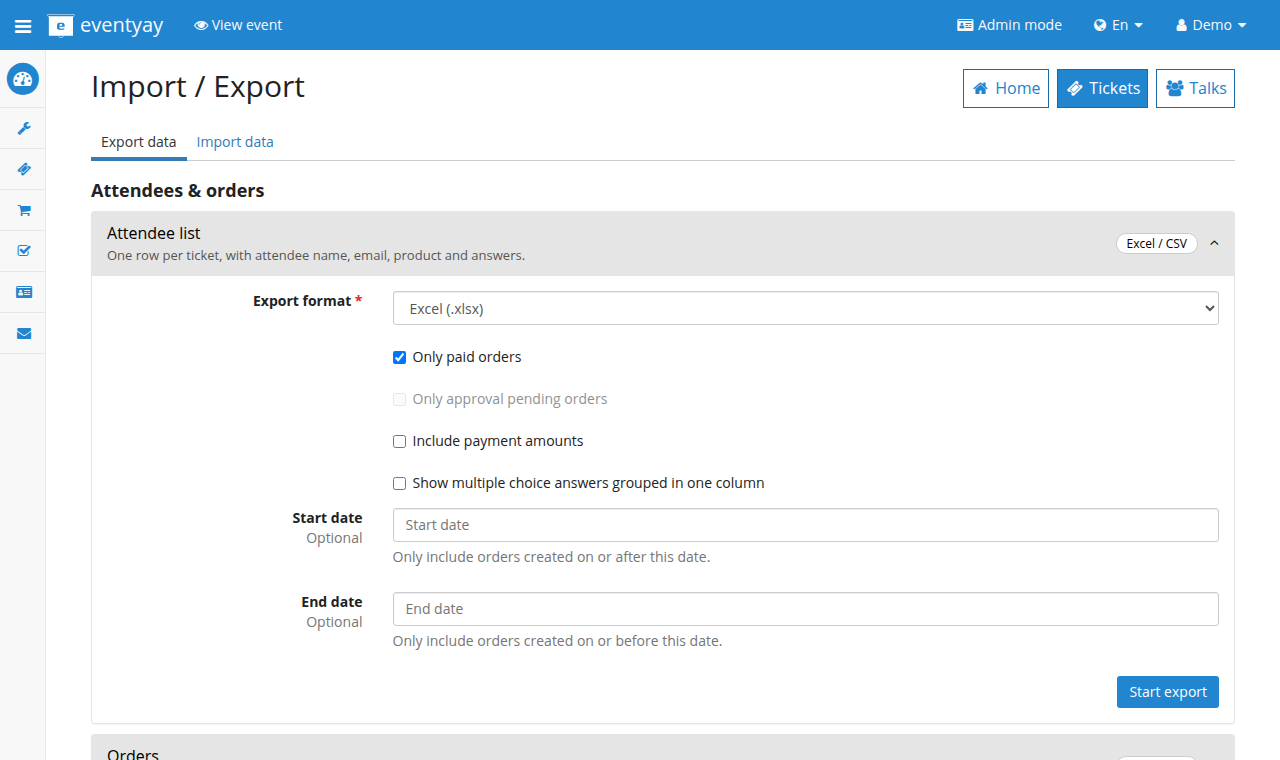 eventyay
View event
Admin mode
En
Demo
Import / Export
Home
Tickets
Talks
Export data
Import data
Attendees & orders
Attendee list
One row per ticket, with attendee name, email, product and answers.
Excel / CSV
Export format *
Excel (.xlsx)
Only paid orders
Only approval pending orders
Include payment amounts
Show multiple choice answers grouped in one column
Start date
Optional
Start date
Only include orders created on or after this date.
End date
Optional
End date
Only include orders created on or before this date.
Start export
Orders